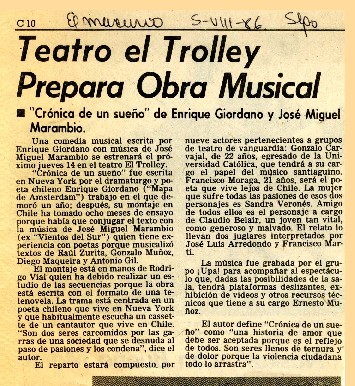 C 10 El Mercurio 5-VIII-86 Stgo
Teatro el Trolley
Prepara Obra Musical
■ "Crónica de un sueño" de Enrique Giordano y José Miguel
Marambio.
Una comedia musical escrita por
Enrique Giordano con música de José
Miguel Marambio se estrenará el pró-
ximo jueves 14 en el teatro El Trolley.
"Crónica de un sueño" fue escrita
en Nueva York por el dramaturgo y poe-
ta chileno Enrique Giordano ("Mapa
de Amsterdam") trabajo en el que de-
moró un año; después, su montaje en
Chile ha tomado ocho meses de ensayo
porque había que conjugar el texto con
la música de José Miguel Marambio
(ex "Vientos del Sur") quien tiene ex-
periencia con poetas porque musicalizó
textos de Raúl Zurita, Gonzalo Muñoz,
Diego Maqueira y Antonio Gil.
El montaje está en manos de Rodri-
go Vial quien ha debido realizar un es-
tudio de las secuencias porque la obra
está escrita con el formato de una te-
lenovela. La trama está centrada en un
poeta chileno que vive en Nueva York
y que habitualmente escucha un casset-
te de un cantautor que vive en Chile.
"Son dos seres carcomidos por las ga-
rras de una sociedad que se desnuda al
paso de pasiones y los condena", dice el
autor.
El reparto estará compuesto por
nueve actores pertenecientes a grupos
de teatro de vanguardia: Gonzalo Car-
vajal, de 22 años, egresado de la Uni-
versidad Católica, que tendrá a su car-
go el papel del músico santiaguino.
Francisco Moraga, 21 años, será el poe-
ta que vive lejos de Chile. La mujer
que sufre todas las pasiones de esos dos
personajes es Sandra Veronés. Amigo
de todos ellos es el personaje a cargo
de Claudio Belair, un joven tan vital,
como generoso y malvado. El relato lo
llevan dos juglares interpretados por
José Luis Arredondo y Francisco Mar-
tí.
La música fue grabada por el gru-
po |Upa| para acompañar al espectácu-
lo que, dadas las posibilidades de la sa-
la, tendrá plataformas deslizantes, ex-
hibición de videos y otros recursos téc-
nicos que tiene a su cargo Ernesto Mu-
ñoz.
El autor define "Crónica de un sue-
ño" como "una historia de amor que
debe ser aceptada porque es el reflejo
de todos. Son seres llenos de ternura y
de dolor porque la violencia ciudadana
todo lo arrastra".